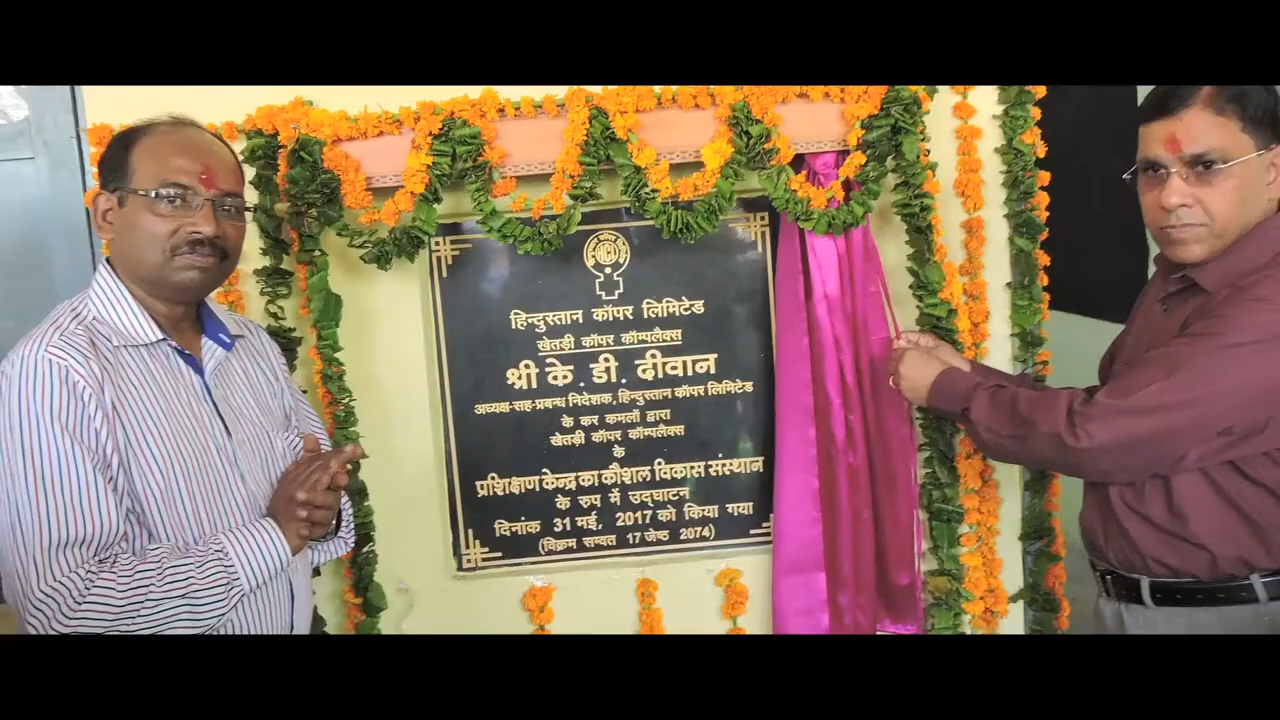 HCL
हिन्दुस्तान कॉपर लिमिटेड
खेतड़ी कॉपर कॉम्पलैक्स
श्री के. डी. दीवान
अध्यक्ष-सह-प्रबन्ध निदेशक, हिन्दुस्तान कॉपर लिमिटेड
के कर कमलों द्वारा
खेतड़ी कॉपर कॉम्पलैक्स
के
प्रशिक्षण केन्द्र का कौशल विकास संस्थान
के रुप में उद्घाटन
दिनांक 31 मई, 2017 को किया गया
(विक्रम सम्वत 17 जेष्ठ 2074)